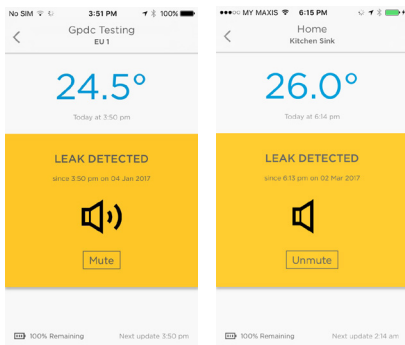 No SIM 3:51 PM 100%
Gpdc Testing
EU 1
24.5°
Today at 3:50 pm
LEAK DETECTED
since 3:50 pm on 04 Jan 2017
Mute
100% Remaining Next update 3:50 pm
MY MAXIS 6:15 PM
Home
Kitchen Sink
26.0°
Today at 6:14 pm
LEAK DETECTED
since 6:13 pm on 02 Mar 2017
Unmute
100% Remaining Next update 2:14 am